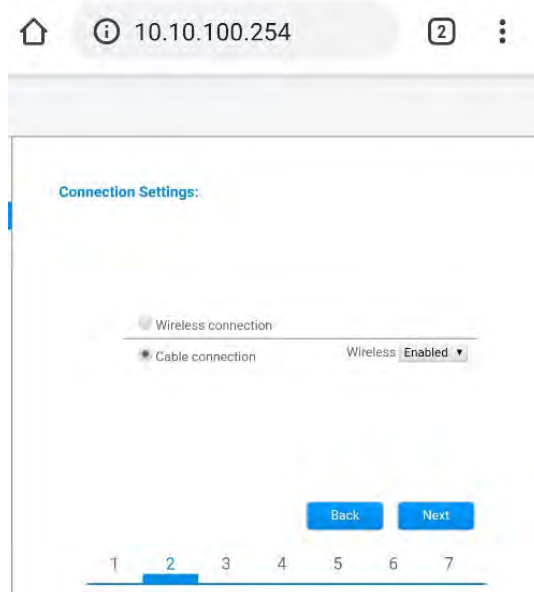 10.10.100.254
2
Connection Settings:
Wireless connection
Cable connection Wireless Enabled
Back Next
1 2 3 4 5 6 7